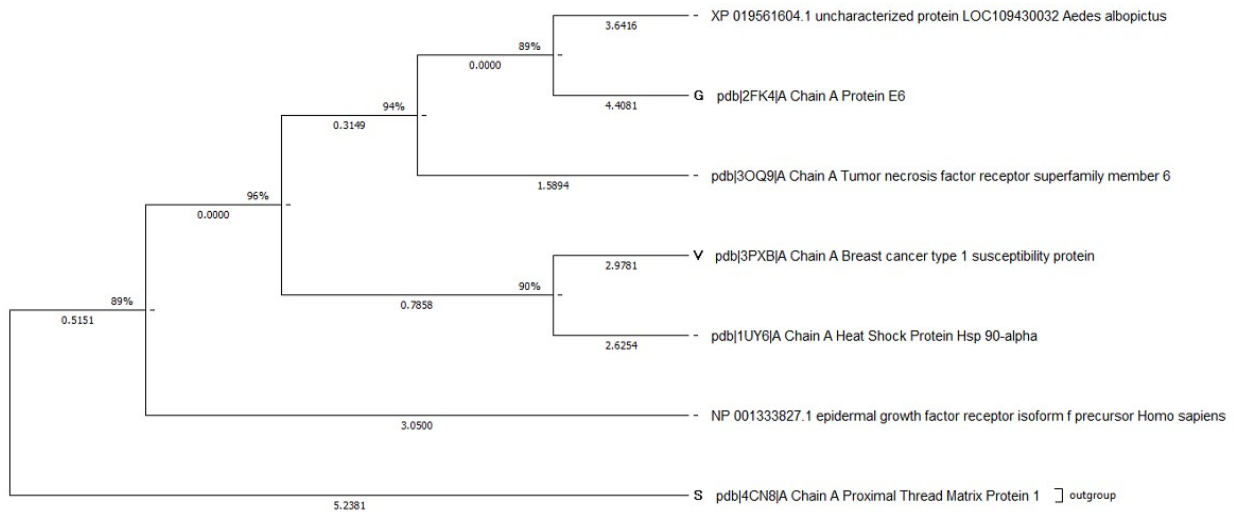 XP 019561604.1 uncharacterized protein LOC109430032 Aedes albopictus
3.6416
89%
0.0000
G pdb|2FK4|A Chain A Protein E6
4.4081
94%
0.3149
pdb|3OQ9|A Chain A Tumor necrosis factor receptor superfamily member 6
1.5894
96%
0.0000
V pdb|3PXB|A Chain A Breast cancer type 1 susceptibility protein
2.9781
90%
0.7858
89%
0.5151
pdb|1UY6|A Chain A Heat Shock Protein Hsp 90-alpha
2.6254
NP 001333827.1 epidermal growth factor receptor isoform f precursor Homo sapiens
3.0500
S pdb|4CN8|A Chain A Proximal Thread Matrix Protein 1 outgroup
5.2381